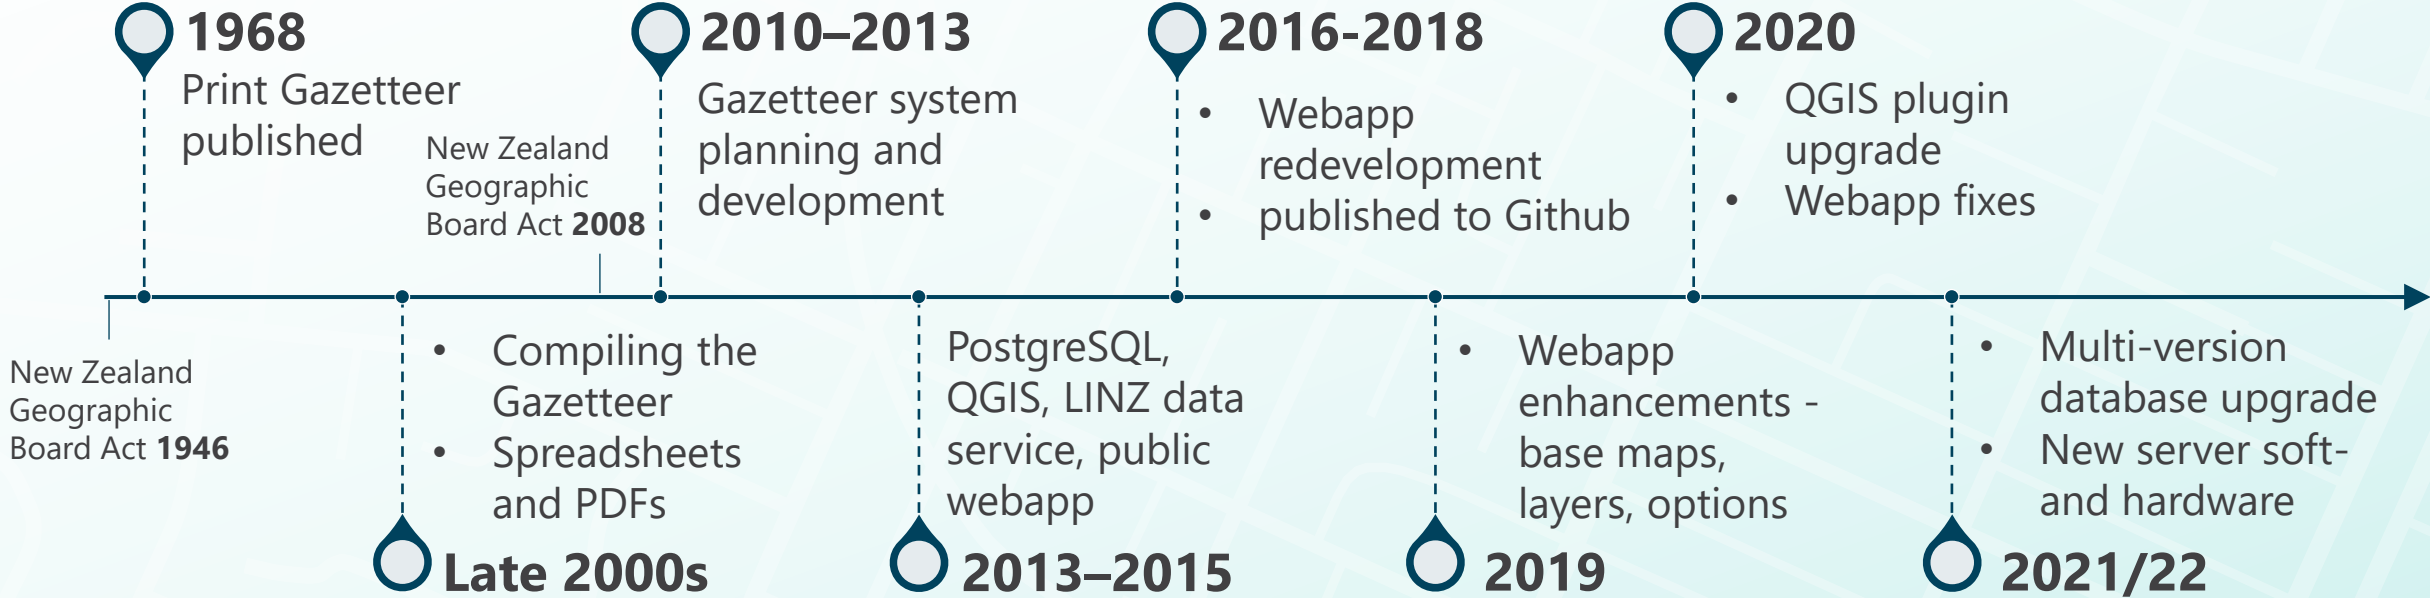 1968
Print Gazetteer
published
New Zealand
Geographic
Board Act 2008
2010–2013
Gazetteer system
planning and
development
2016-2018
• Webapp
redevelopment
• published to Github
2020
• QGIS plugin
upgrade
• Webapp fixes
New Zealand
Geographic
Board Act 1946
• Compiling the
Gazetteer
• Spreadsheets
and PDFs
Late 2000s
PostgreSQL,
QGIS, LINZ data
service, public
webapp
2013–2015
• Webapp
enhancements -
base maps,
layers, options
2019
• Multi-version
database upgrade
• New server soft-
and hardware
2021/22